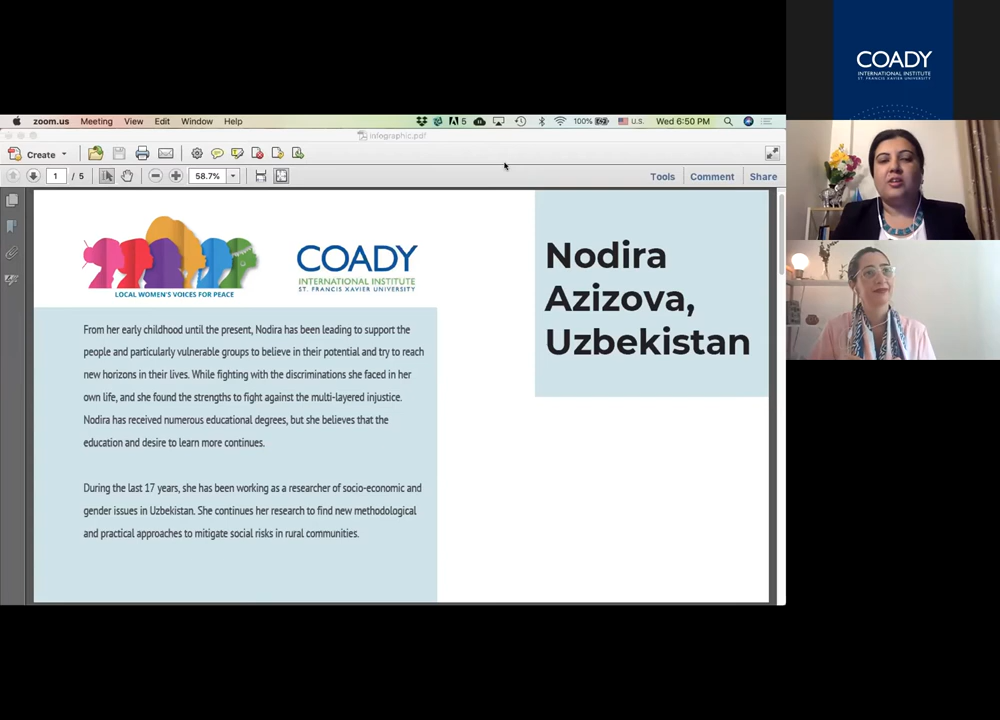 COADY
INTERNATIONAL INSTITUTE
ST. FRANCIS XAVIER UNIVERSITY
zoom.us Meeting View Edit Window Help
5 100% U.S. Wed 6:50 PM
infographic.pdf
Create
1 / 5 58.7% Tools Comment Share
LOCAL WOMEN'S VOICES FOR PEACE
COADY
INTERNATIONAL INSTITUTE
ST. FRANCIS XAVIER UNIVERSITY
Nodira
Azizova,
Uzbekistan
From her early childhood until the present, Nodira has been leading to support the
people and particularly vulnerable groups to believe in their potential and try to reach
new horizons in their lives. While fighting with the discriminations she faced in her
own life, and she found the strengths to fight against the multi-layered injustice.
Nodira has received numerous educational degrees, but she believes that the
education and desire to learn more continues.
During the last 17 years, she has been working as a researcher of socio-economic and
gender issues in Uzbekistan. She continues her research to find new methodological
and practical approaches to mitigate social risks in rural communities.